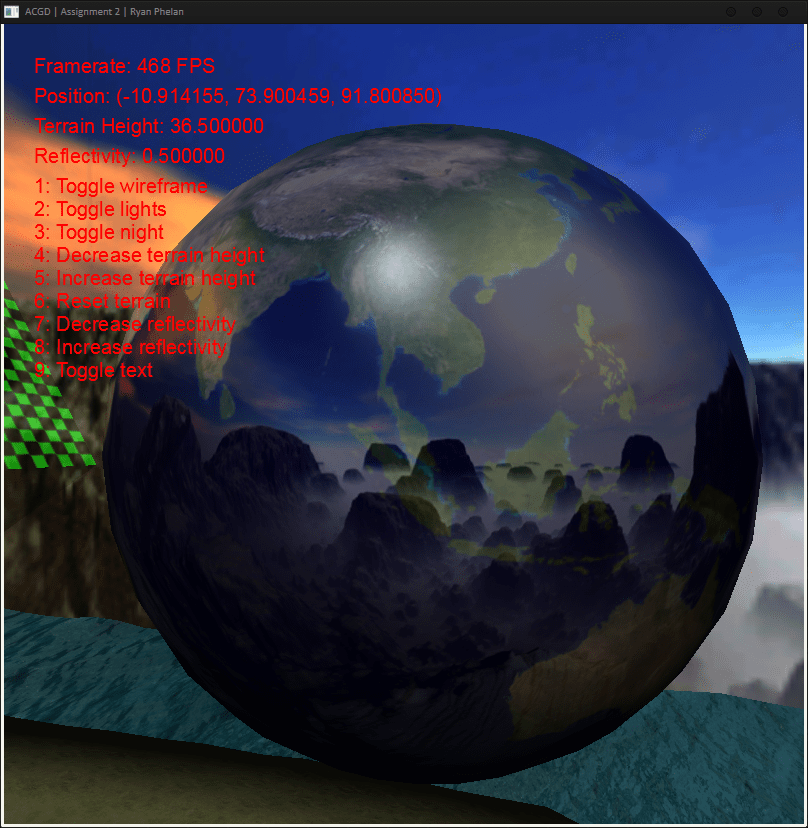 ACGD | Assignment 2 | Ryan Phelan
Framerate: 468 FPS
Position: (-10.914155, 73.900459, 91.800850)
Terrain Height: 36.500000
Reflectivity: 0.500000
1: Toggle wireframe
2: Toggle lights
3: Toggle night
4: Decrease terrain height
5: Increase terrain height
6: Reset terrain
7: Decrease reflectivity
8: Increase reflectivity
9: Toggle text